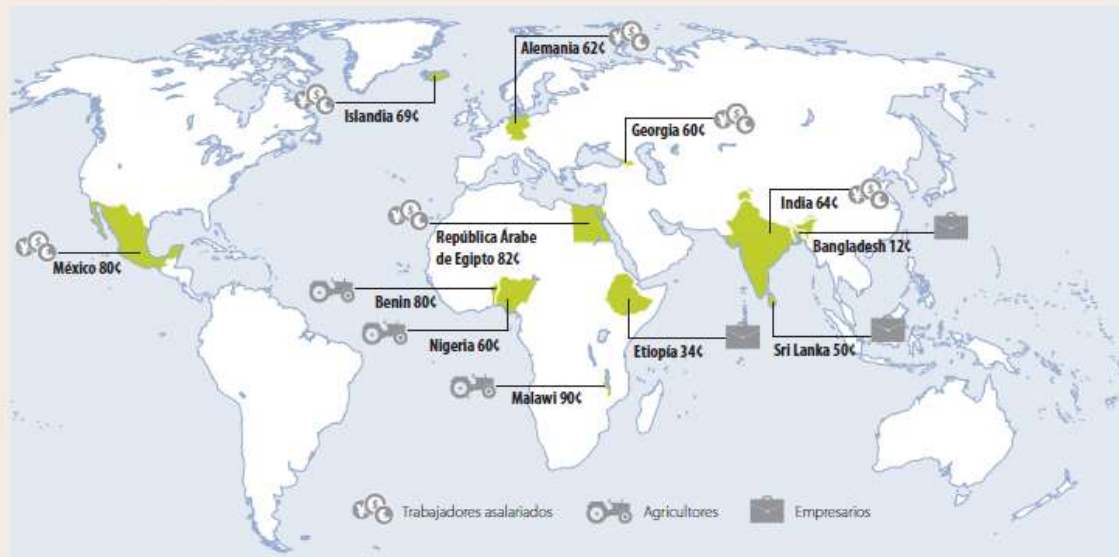 Alemania 62¢
Islandia 69¢
Georgia 60¢
India 64¢
Bangladesh 12¢
República Árabe
de Egipto 82¢
México 80¢
Benin 80¢
Nigeria 60¢
Etiopía 34¢
Sri Lanka 50¢
Malawi 90¢
Trabajadores asalariados
Agricultores
Empresarios